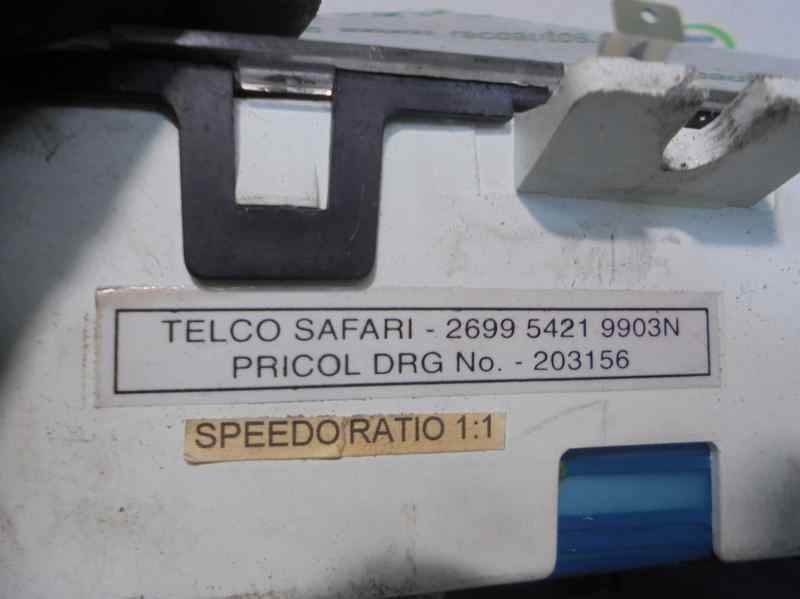 TELCO SAFARI - 2699 5421 9903N
PRICOL DRG No. - 203156
SPEEDO RATIO 1:1